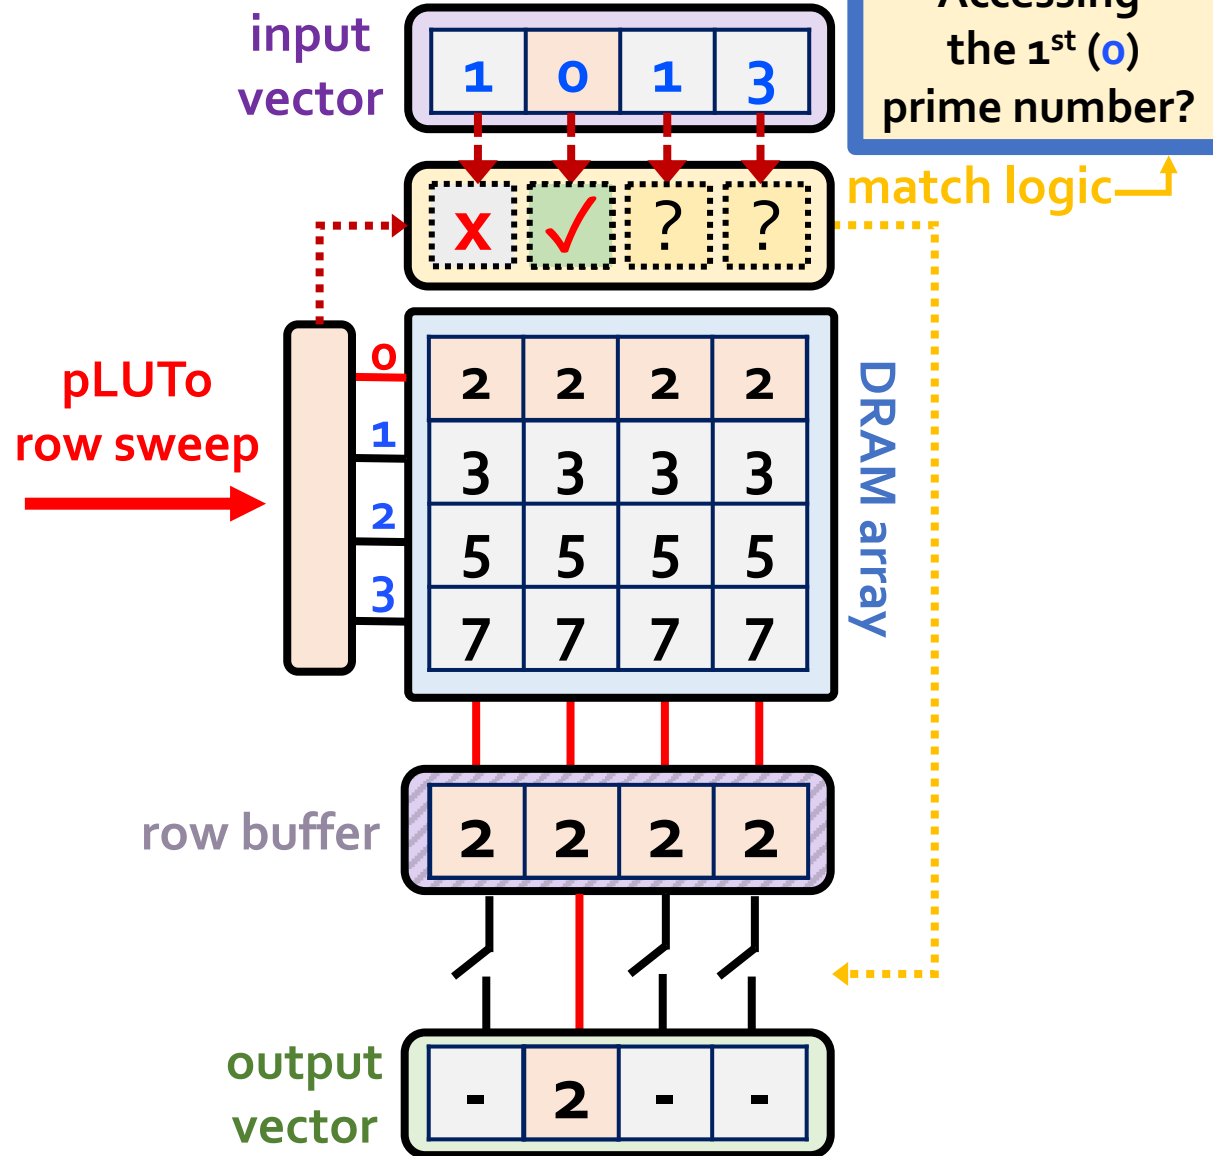 Accessing
the 1st (0)
prime number?
input
vector
1 0 1 3
match logic
x ✓ ? ?
pLUTo
row sweep
0
2 2 2 2
1
3 3 3 3
2
5 5 5 5
3
7 7 7 7
DRAM array
row buffer
2 2 2 2
output
vector
- 2 - -